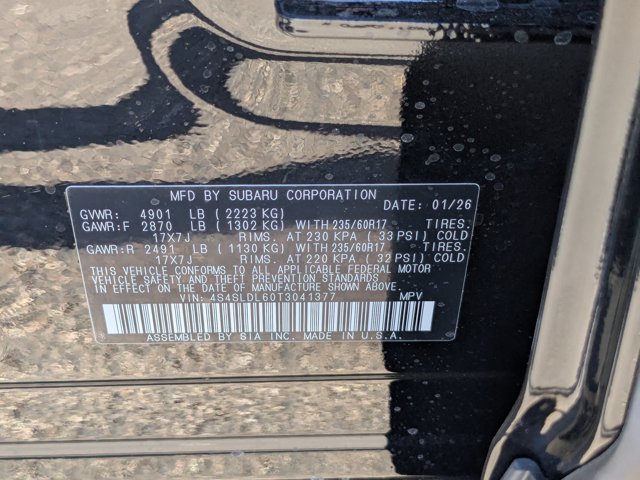 MFD BY SUBARU CORPORATION
DATE: 01/26
GVWR: 4901 LB ( 2223 KG)
GAWR:F 2870 LB ( 1302 KG) WITH 235/60R17 TIRES.
17X7J RIMS. AT 230 KPA ( 33 PSI) COLD
GAWR:R 2491 LB ( 1130 KG) WITH 235/60R17 TIRES.
17X7J RIMS. AT 220 KPA ( 32 PSI) COLD
THIS VEHICLE CONFORMS TO ALL APPLICABLE FEDERAL MOTOR
VEHICLE SAFETY AND THEFT PREVENTION STANDARDS
IN EFFECT ON THE DATE OF MANUFACTURE SHOWN ABOVE.
VIN: 4S4SLDL60T3041377 MPV
ASSEMBLED BY SIA INC. MADE IN U.S.A.